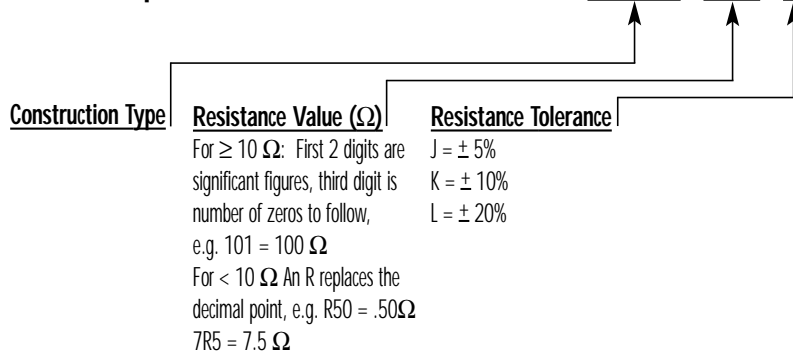 Construction Type
Resistance Value (Ω)
For ≥ 10 Ω: First 2 digits are
significant figures, third digit is
number of zeros to follow,
e.g. 101 = 100 Ω
For < 10 Ω An R replaces the
decimal point, e.g. R50 = .50Ω
7R5 = 7.5 Ω
Resistance Tolerance
J = ± 5%
K = ± 10%
L = ± 20%